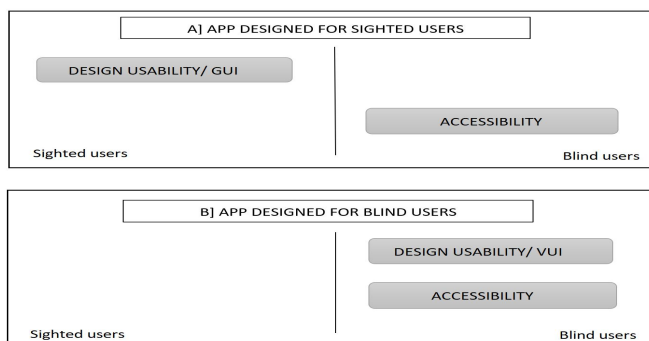 A] APP DESIGNED FOR SIGHTED USERS
DESIGN USABILITY/ GUI
ACCESSIBILITY
Sighted users
Blind users
B] APP DESIGNED FOR BLIND USERS
DESIGN USABILITY/ VUI
ACCESSIBILITY
Sighted users
Blind users